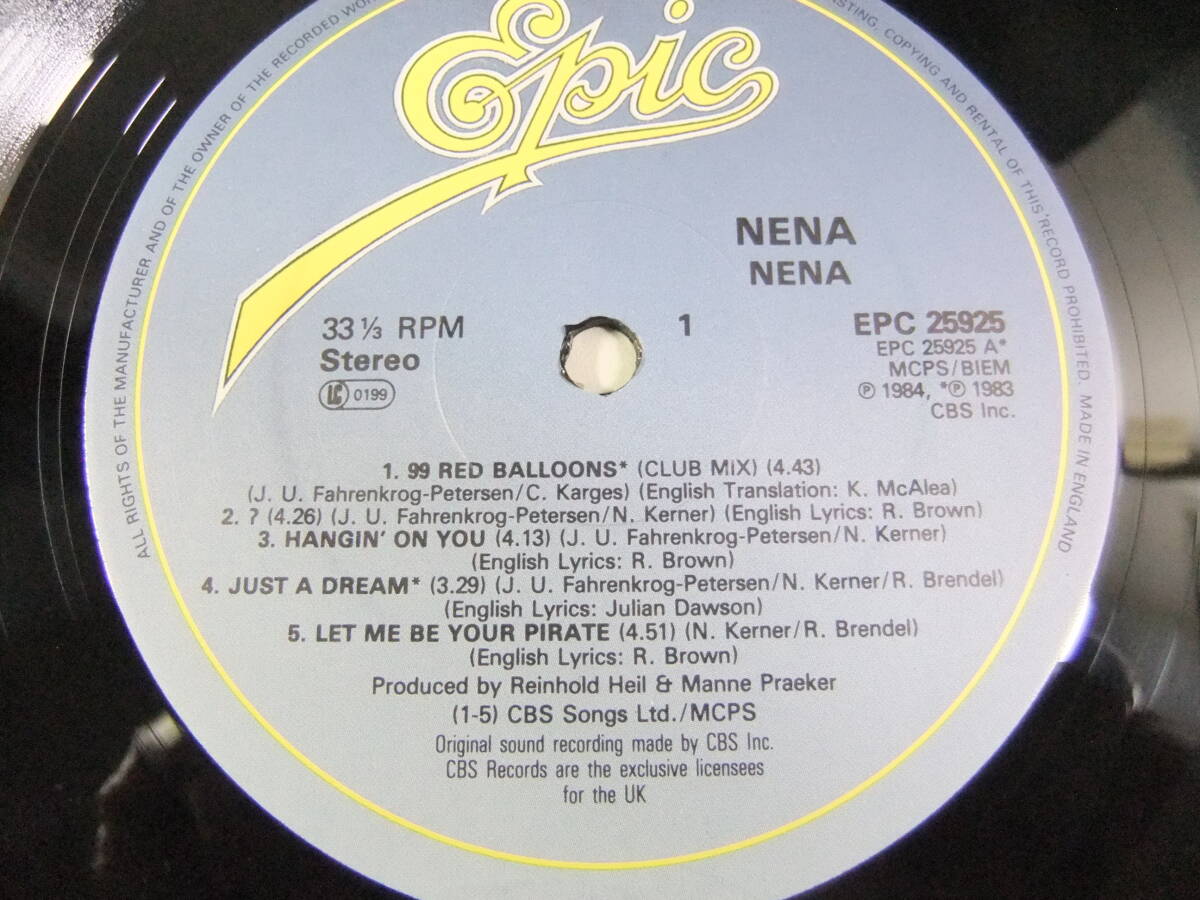 Epic
NENA
NENA
33 ⅓ RPM
Stereo
LC 0199
1
EPC 25925
EPC 25925 A*
MCPS/BIEM
℗ 1984, *℗ 1983
CBS Inc.
1. 99 RED BALLOONS* (CLUB MIX) (4.43)
(J. U. Fahrenkrog-Petersen/C. Karges) (English Translation: K. McAlea)
2. ? (4.26) (J. U. Fahrenkrog-Petersen/N. Kerner) (English Lyrics: R. Brown)
3. HANGIN' ON YOU (4.13) (J. U. Fahrenkrog-Petersen/N. Kerner)
(English Lyrics: R. Brown)
4. JUST A DREAM* (3.29) (J. U. Fahrenkrog-Petersen/N. Kerner/R. Brendel)
(English Lyrics: Julian Dawson)
5. LET ME BE YOUR PIRATE (4.51) (N. Kerner/R. Brendel)
(English Lyrics: R. Brown)
Produced by Reinhold Heil & Manne Praeker
(1-5) CBS Songs Ltd./MCPS
Original sound recording made by CBS Inc.
CBS Records are the exclusive licensees
for the UK
ALL RIGHTS OF THE MANUFACTURER AND OF THE OWNER OF THE RECORDED
COPYING AND RENTAL OF THIS RECORD PROHIBITED. MADE IN ENGLAND